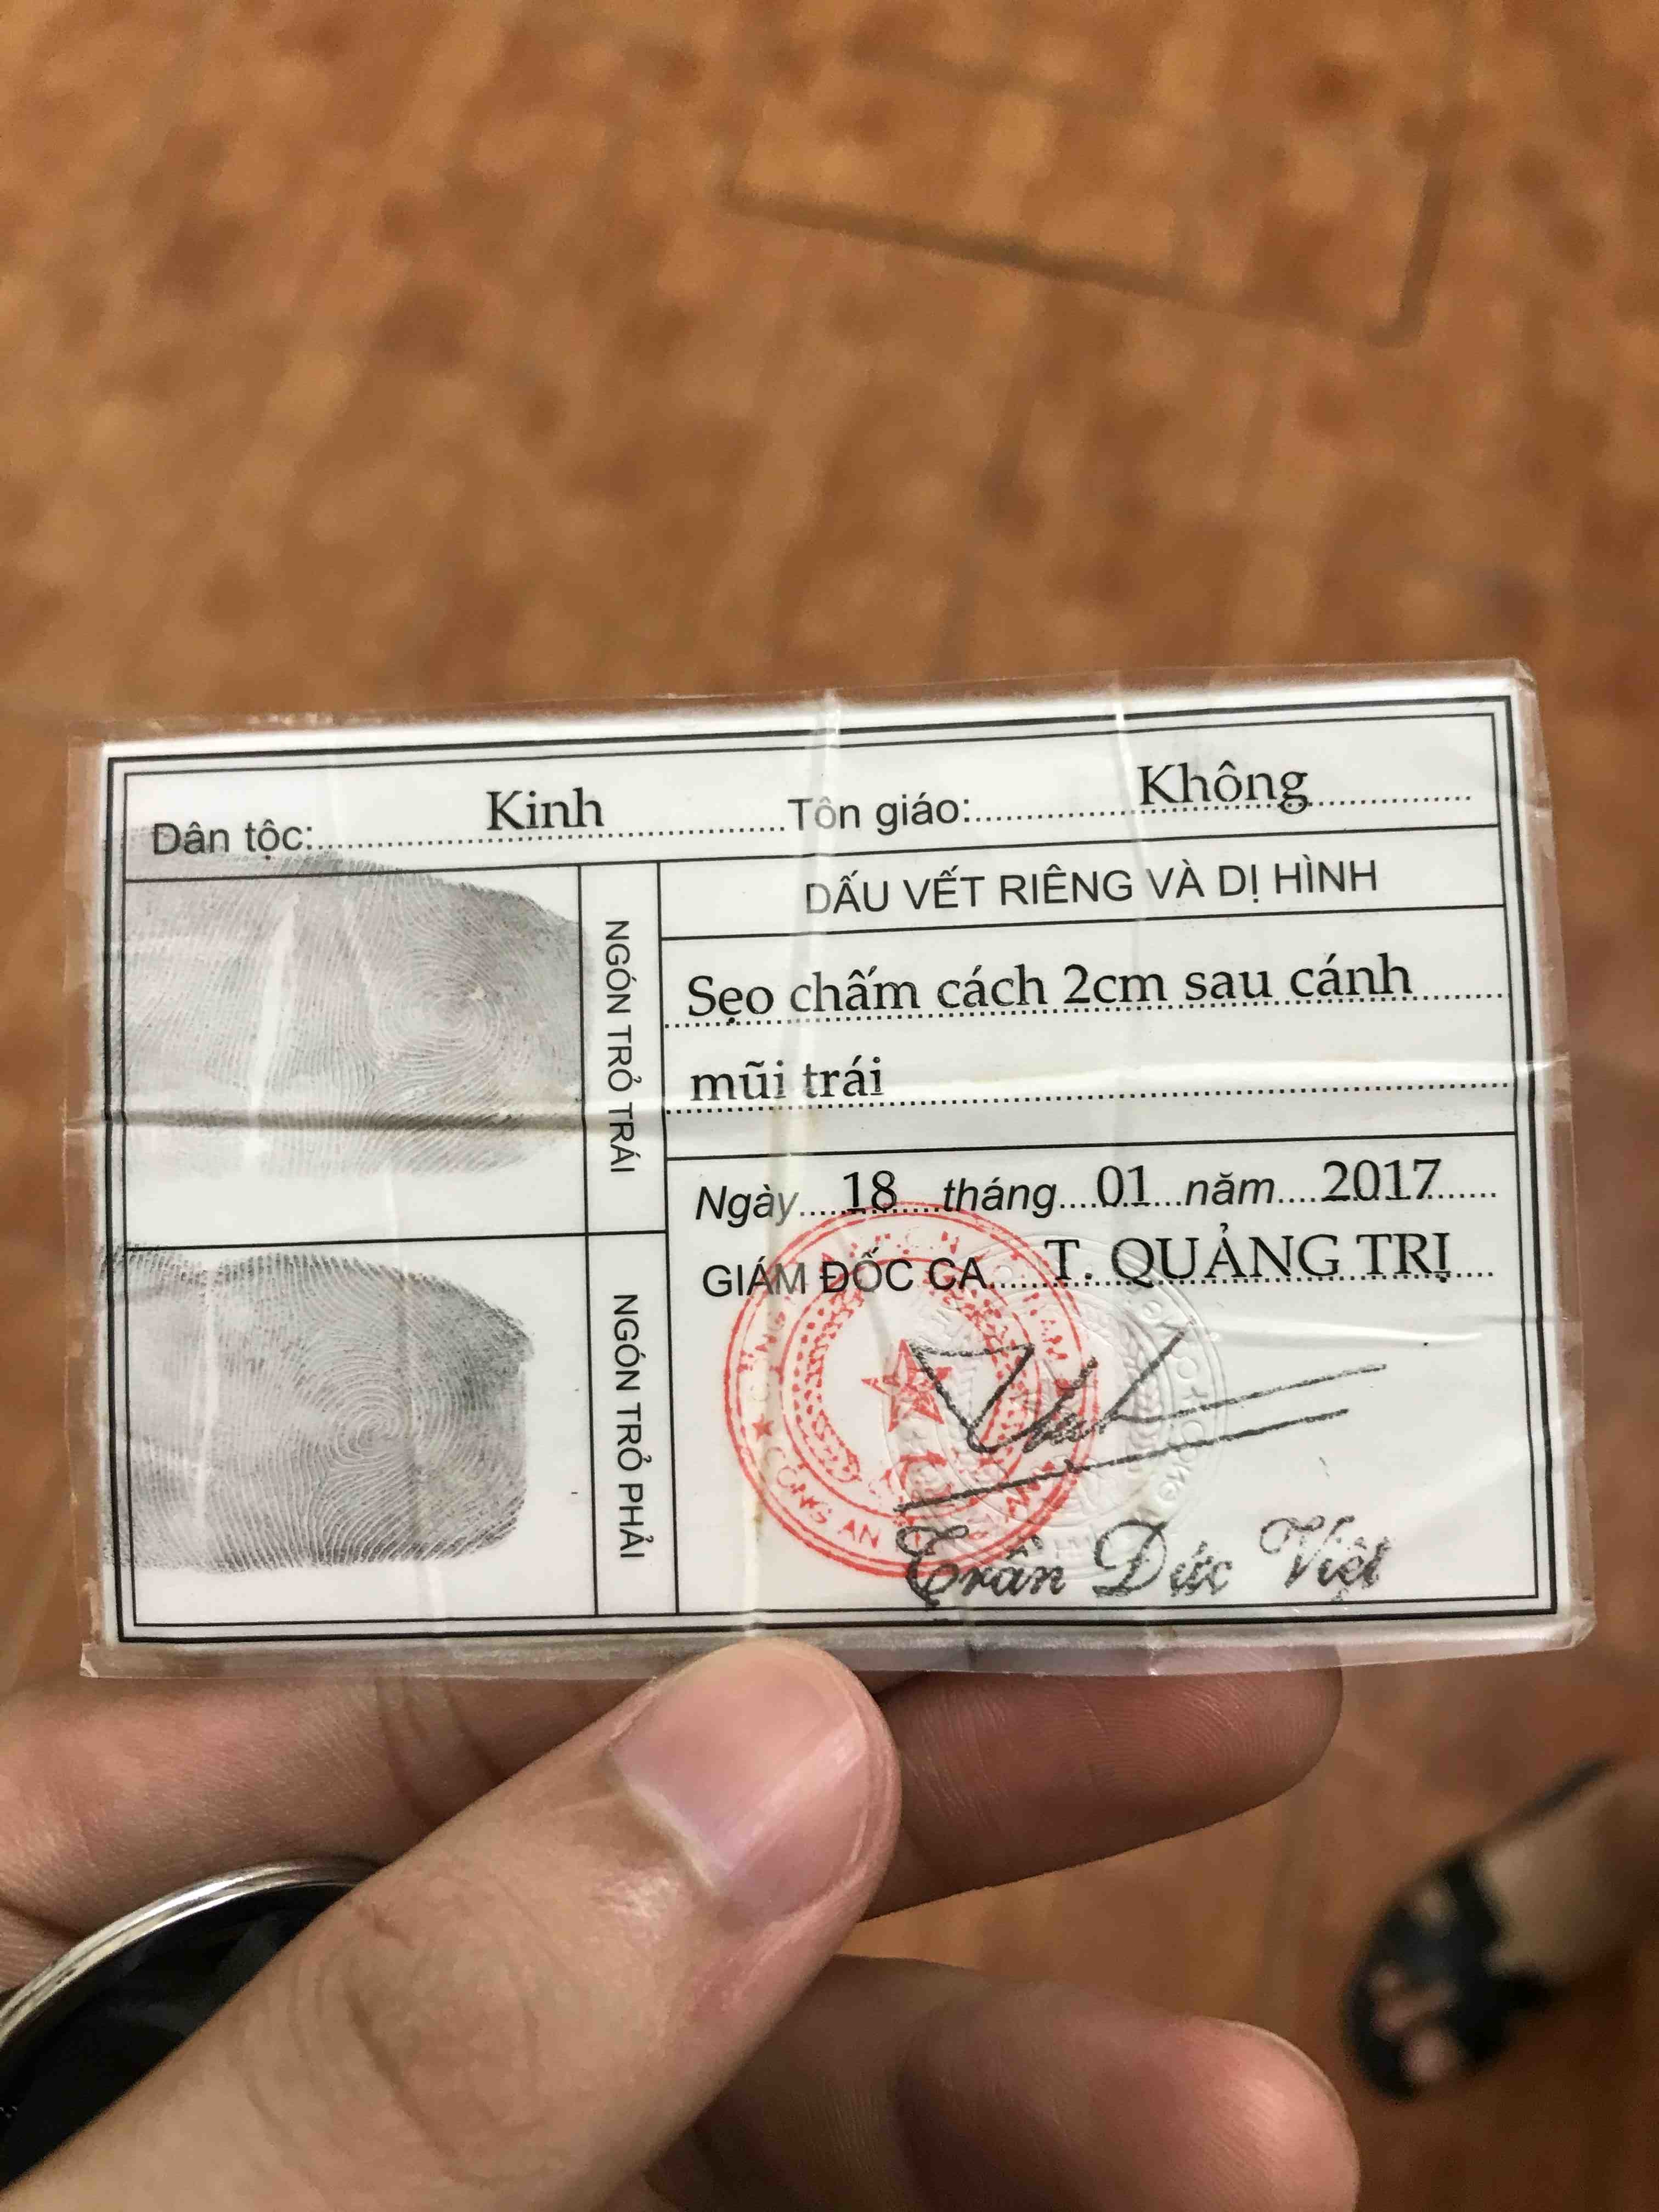 Dân tộc: Kinh Tôn giáo: Không
NGÓN TRỎ TRÁI
NGÓN TRỎ PHẢI
DẤU VẾT RIÊNG VÀ DỊ HÌNH
Sẹo chấm cách 2cm sau cánh
mũi trái
Ngày 18 tháng 01 năm 2017
GIÁM ĐỐC CA T. QUẢNG TRỊ
CÔNG AN
Trần Đức Việt